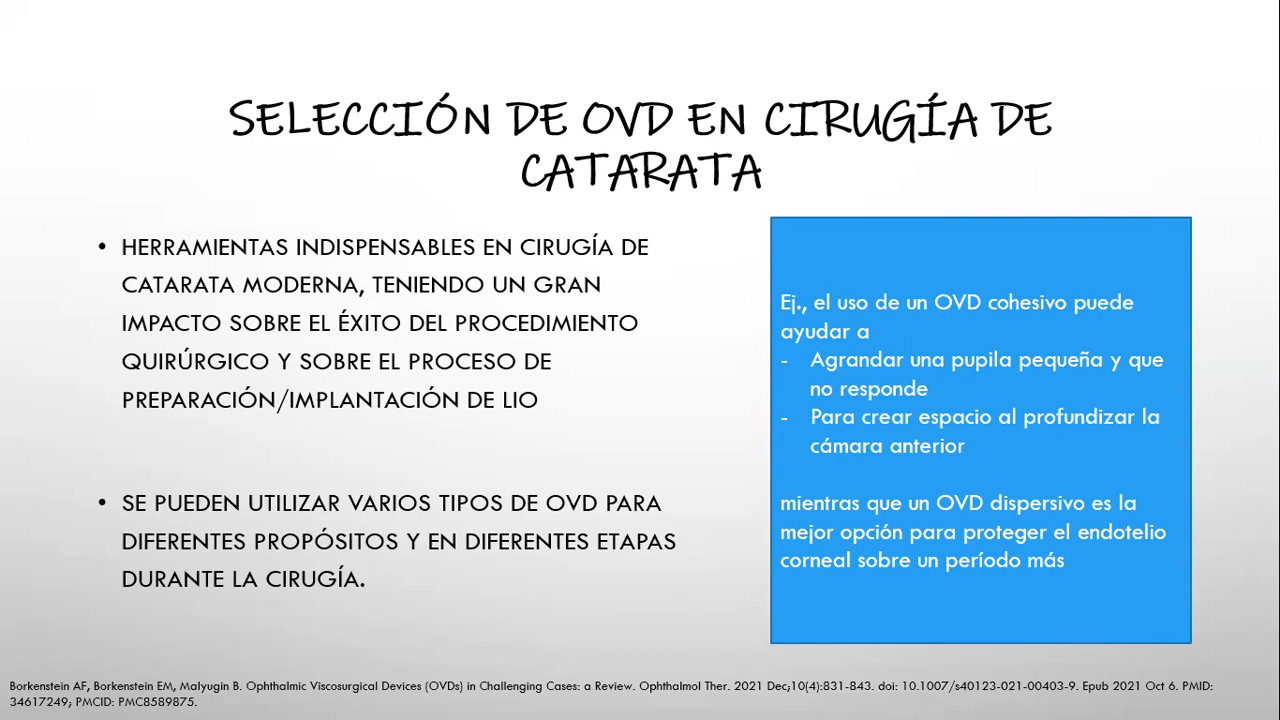 SELECCIÓN DE OVD EN CIRUGÍA DE
CATARATA
• HERRAMIENTAS INDISPENSABLES EN CIRUGÍA DE
CATARATA MODERNA, TENIENDO UN GRAN
IMPACTO SOBRE EL ÉXITO DEL PROCEDIMIENTO
QUIRÚRGICO Y SOBRE EL PROCESO DE
PREPARACIÓN/IMPLANTACIÓN DE LIO
• SE PUEDEN UTILIZAR VARIOS TIPOS DE OVD PARA
DIFERENTES PROPÓSITOS Y EN DIFERENTES ETAPAS
DURANTE LA CIRUGÍA.
Ej., el uso de un OVD cohesivo puede
ayudar a
- Agrandar una pupila pequeña y que
no responde
- Para crear espacio al profundizar la
cámara anterior
mientras que un OVD dispersivo es la
mejor opción para proteger el endotelio
corneal sobre un período más
Borkenstein AF, Borkenstein EM, Malyugin B. Ophthalmic Viscosurgical Devices (OVDs) in Challenging Cases: a Review. Ophthalmol Ther. 2021 Dec;10(4):831-843. doi: 10.1007/s40123-021-00403-9. Epub 2021 Oct 6. PMID:
34617249; PMCID: PMC8589875.